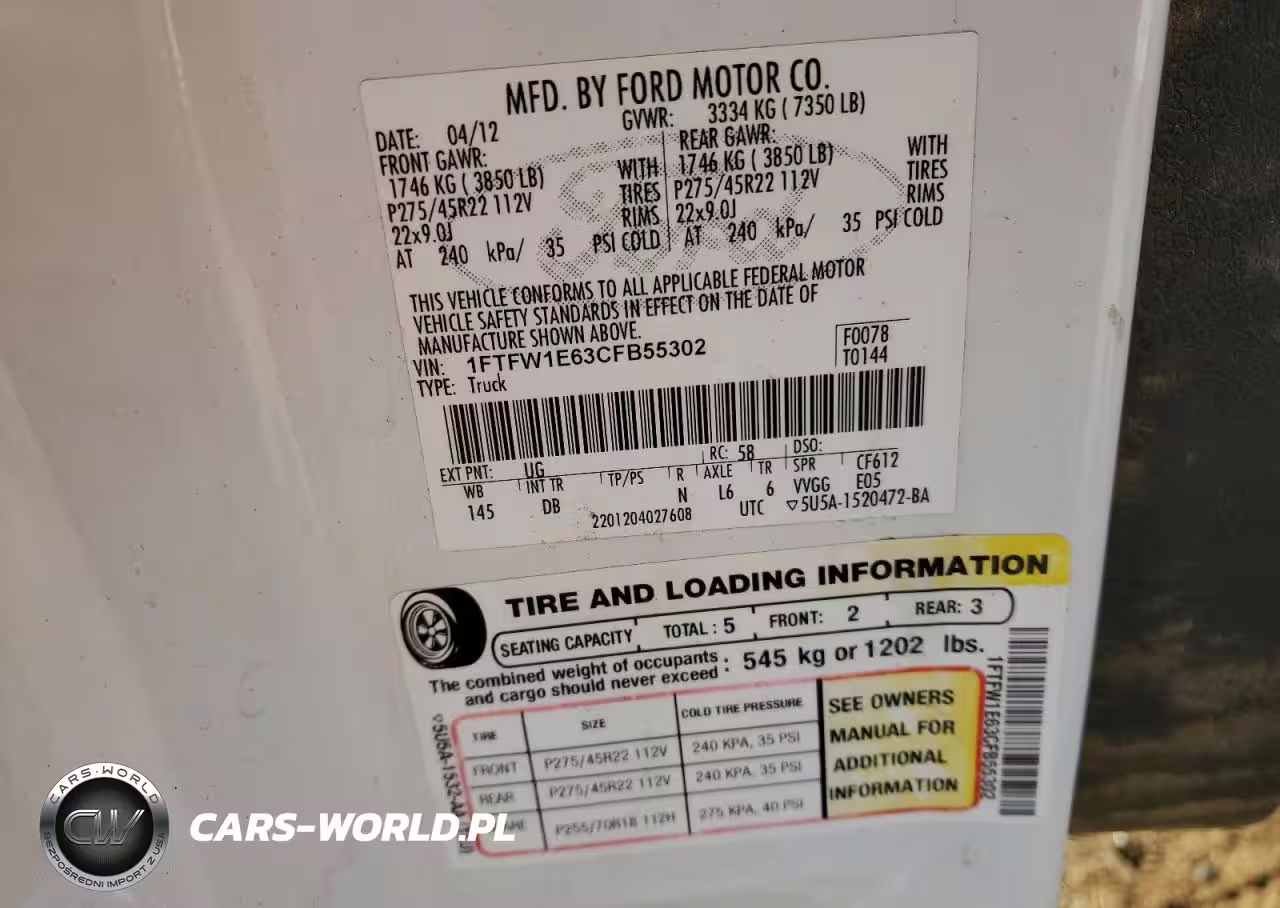 MFD. BY FORD MOTOR CO.
DATE: 04/12
GVWR: 3334 KG ( 7350 LB)
FRONT GAWR:
1746 KG ( 3850 LB) WITH
P275/45R22 112V TIRES
22x9.0J RIMS
AT 240 kPa/ 35 PSI COLD
REAR GAWR:
1746 KG ( 3850 LB) WITH
P275/45R22 112V TIRES
22x9.0J RIMS
AT 240 kPa/ 35 PSI COLD
THIS VEHICLE CONFORMS TO ALL APPLICABLE FEDERAL MOTOR
VEHICLE SAFETY STANDARDS IN EFFECT ON THE DATE OF
MANUFACTURE SHOWN ABOVE.
VIN: 1FTFW1E63CFB55302
TYPE: Truck
F0078
T0144
EXT PNT: UG RC: 58 DSO:
WB INT TR TP/PS R AXLE TR SPR CF612
145 DB N L6 6 VVGG E05
2201204027608 UTC ▽5U5A-1520472-BA
TIRE AND LOADING INFORMATION
SEATING CAPACITY TOTAL: 5 FRONT: 2 REAR: 3
The combined weight of occupants
and cargo should never exceed : 545 kg or 1202 lbs.
TIRE SIZE COLD TIRE PRESSURE
FRONT P275/45R22 112V 240 KPA, 35 PSI
REAR P275/45R22 112V 240 KPA, 35 PSI
P255/70R18 112H 275 KPA, 40 PSI
SEE OWNERS
MANUAL FOR
ADDITIONAL
INFORMATION
1FTFW1E63CFB55302
CARS-WORLD
CW
BEZPOŚREDNI IMPORT Z USA
CARS-WORLD.PL